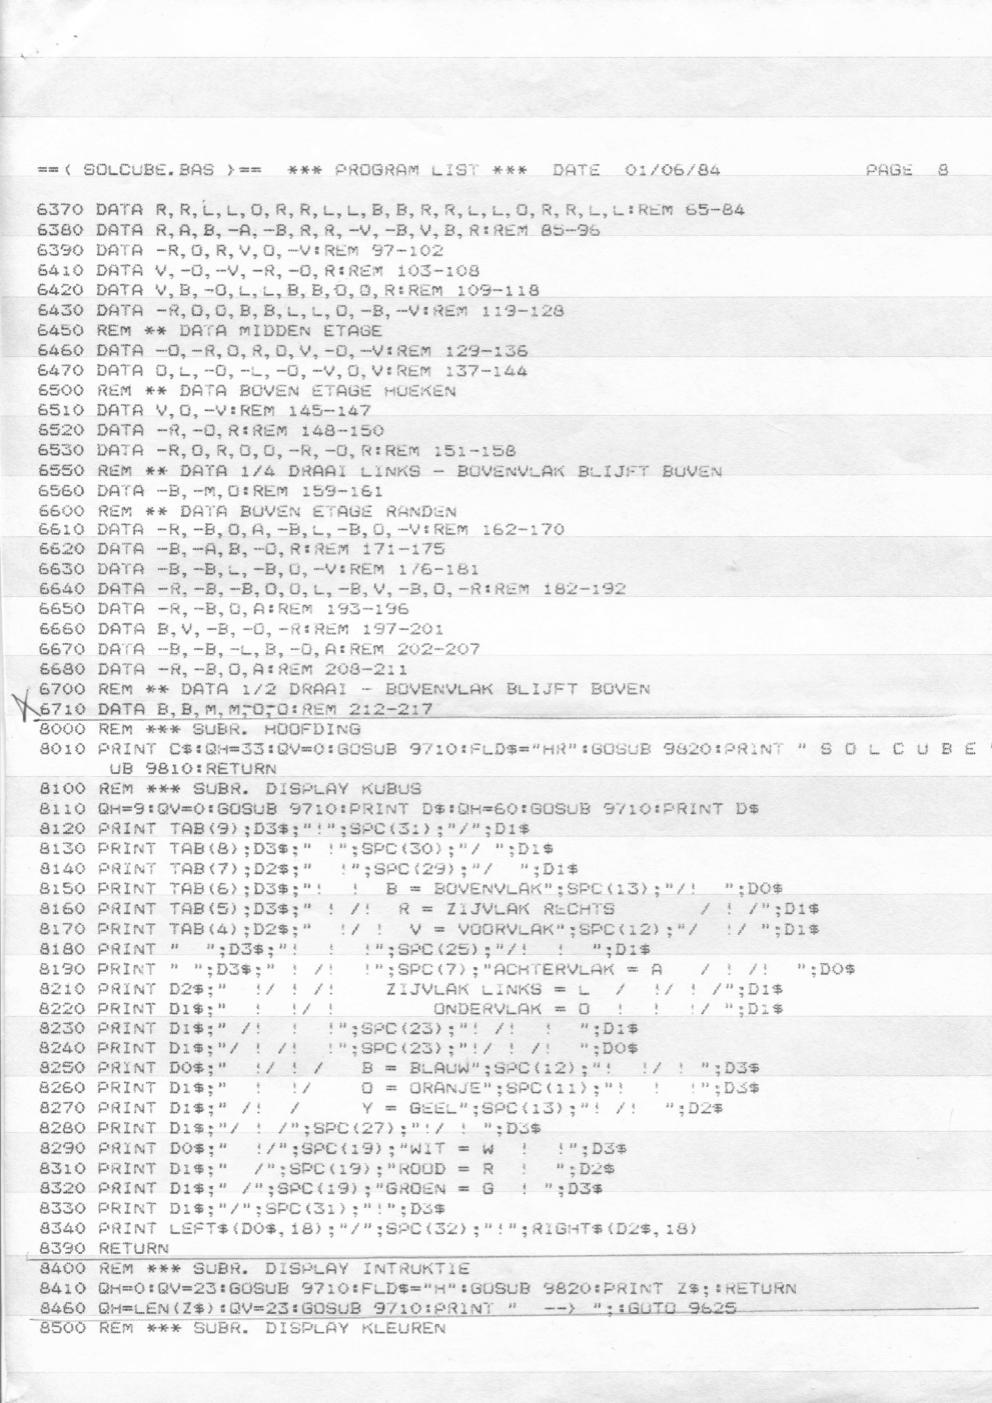 ==( SOLCUBE.BAS )== *** PROGRAM LIST *** DATE 01/06/84 PAGE 8
6370 DATA R,R,L,L,O,R,R,L,L,B,B,R,R,L,L,O,R,R,L,L:REM 65-84
6380 DATA R,A,B,-A,-B,R,R,-V,-B,V,B,R:REM 85-96
6390 DATA -R,O,R,V,O,-V:REM 97-102
6410 DATA V,-O,-V,-R,-O,R:REM 103-108
6420 DATA V,B,-O,L,L,B,B,O,O,R:REM 109-118
6430 DATA -R,O,O,B,B,L,L,O,-B,-V:REM 119-128
6450 REM ** DATA MIDDEN ETAGE
6460 DATA -O,-R,O,R,O,V,-O,-V:REM 129-136
6470 DATA O,L,-O,-L,-O,-V,O,V:REM 137-144
6500 REM ** DATA BOVEN ETAGE HOEKEN
6510 DATA V,O,-V:REM 145-147
6520 DATA -R,-O,R:REM 148-150
6530 DATA -R,O,R,O,O,-R,-O,R:REM 151-158
6550 REM ** DATA 1/4 DRAAI LINKS - BOVENVLAK BLIJFT BOVEN
6560 DATA -B,-M,O:REM 159-161
6600 REM ** DATA BOVEN ETAGE RANDEN
6610 DATA -R,-B,O,A,-B,L,-B,O,-V:REM 162-170
6620 DATA -B,-A,B,-O,R:REM 171-175
6630 DATA -B,-B,L,-B,O,-V:REM 176-181
6640 DATA -R,-B,-B,O,O,L,-B,V,-B,O,-R:REM 182-192
6650 DATA -R,-B,O,A:REM 193-196
6660 DATA B,V,-B,-O,-R:REM 197-201
6670 DATA -B,-B,-L,B,-O,A:REM 202-207
6680 DATA -R,-B,O,A:REM 208-211
6700 REM ** DATA 1/2 DRAAI - BOVENVLAK BLIJFT BOVEN
6710 DATA B,B,M,M,O,O:REM 212-217
8000 REM *** SUBR. HOOFDING
8010 PRINT C$:QH=33:QV=0:GOSUB 9710:FLD$="HR":GOSUB 9820:PRINT " S O L C U B E "
UB 9810:RETURN
8100 REM *** SUBR. DISPLAY KUBUS
8110 QH=9:QV=0:GOSUB 9710:PRINT D$:QH=60:GOSUB 9710:PRINT D$
8120 PRINT TAB(9);D3$;"!";SPC(31);"/";D1$
8130 PRINT TAB(8);D3$;" !";SPC(30);"/ ";D1$
8140 PRINT TAB(7);D2$;"  !";SPC(29);"/  ";D1$
8150 PRINT TAB(6);D3$;"!  !  B = BOVENVLAK";SPC(13);"/!  ";D0$
8160 PRINT TAB(5);D3$;" ! /!  R = ZIJVLAK RECHTS       / ! /";D1$
8170 PRINT TAB(4);D2$;"  !/ !  V = VOORVLAK";SPC(12);"/  !/ ";D1$
8180 PRINT "  ";D3$;"!  !  !";SPC(25);"/!  !  ";D1$
8190 PRINT " ";D3$;" ! /!  !";SPC(7);"ACHTERVLAK = A   / ! /!  ";D0$
8210 PRINT D2$;"  !/ ! /!    ZIJVLAK LINKS = L  /  !/ ! /";D1$
8220 PRINT D1$;"  !  !/ !        ONDERVLAK = O  !  !  !/ ";D1$
8230 PRINT D1$;" /!  !  !";SPC(23);"! /!  !  ";D1$
8240 PRINT D1$;"/ ! /!  !";SPC(23);"!/ ! /!  ";D0$
8250 PRINT D0$;"  !/ ! /   B = BLAUW";SPC(12);"!  !/ ! ";D3$
8260 PRINT D1$;"  !  !/    O = ORANJE";SPC(11);"!  !  !";D3$
8270 PRINT D1$;" /!  /     Y = GEEL";SPC(13);"! /!  ";D2$
8280 PRINT D1$;"/ ! /";SPC(27);"!/ ! ";D3$
8290 PRINT D0$;"  !/";SPC(19);"WIT = W  !  !";D3$
8310 PRINT D1$;"  /";SPC(19);"ROOD = R  !  ";D2$
8320 PRINT D1$;" /";SPC(19);"GROEN = G  ! ";D3$
8330 PRINT D1$;"/";SPC(31);"!";D3$
8340 PRINT LEFT$(D0$,18);"/";SPC(32);"!";RIGHT$(D2$,18)
8390 RETURN
8400 REM *** SUBR. DISPLAY INTRUKTIE
8410 QH=0:QV=23:GOSUB 9710:FLD$="H":GOSUB 9820:PRINT Z$;:RETURN
8460 QH=LEN(Z$):QV=23:GOSUB 9710:PRINT "  --> ";:GOTO 9625
8500 REM *** SUBR. DISPLAY KLEUREN